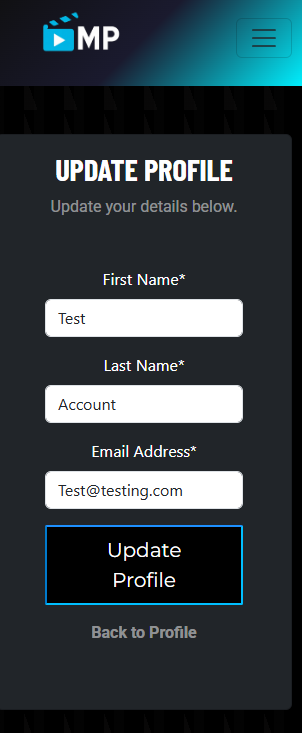 MP
UPDATE PROFILE
Update your details below.
First Name*
Test
Last Name*
Account
Email Address*
Test@testing.com
Update
Profile
Back to Profile